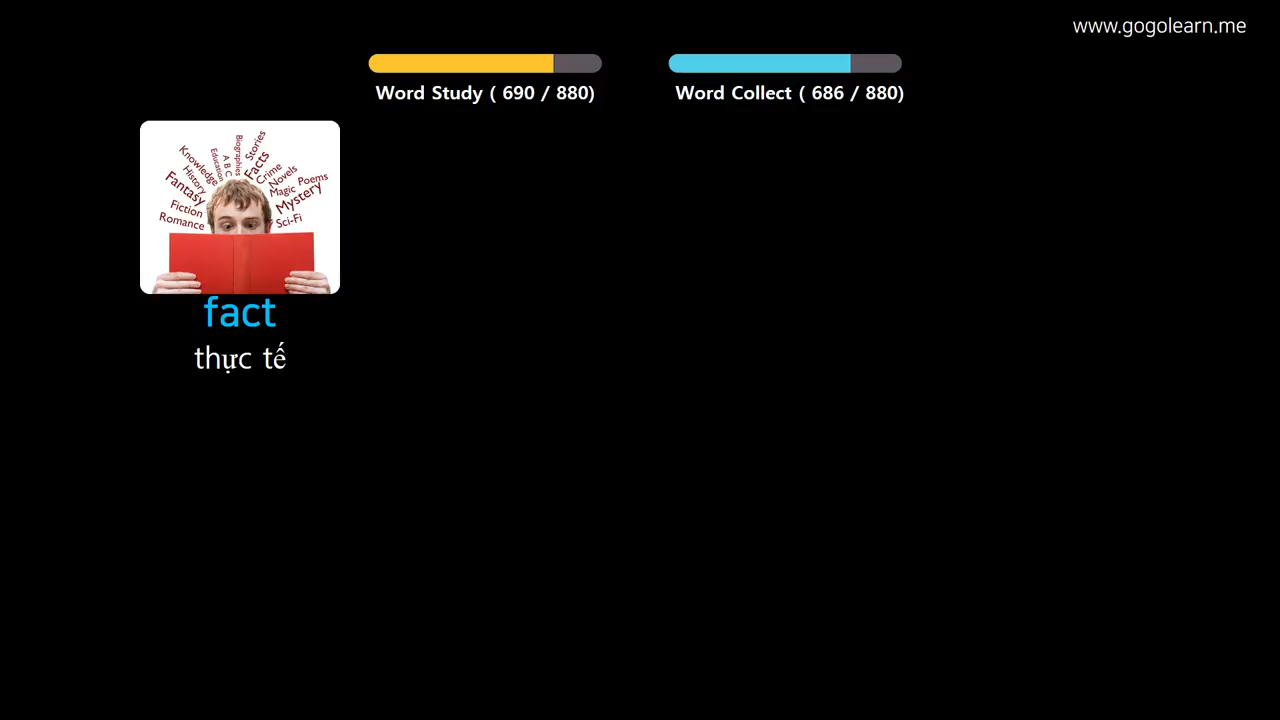 www.gogolearn.me
Word Study ( 690 / 880)
Word Collect ( 686 / 880)
Stories
Biographies
Facts
A B C
Education
Knowledge
Crime
Novels
History
Poems
Magic
Fantasy
Mystery
Fiction
Romance
Sci-Fi
fact
thực tế